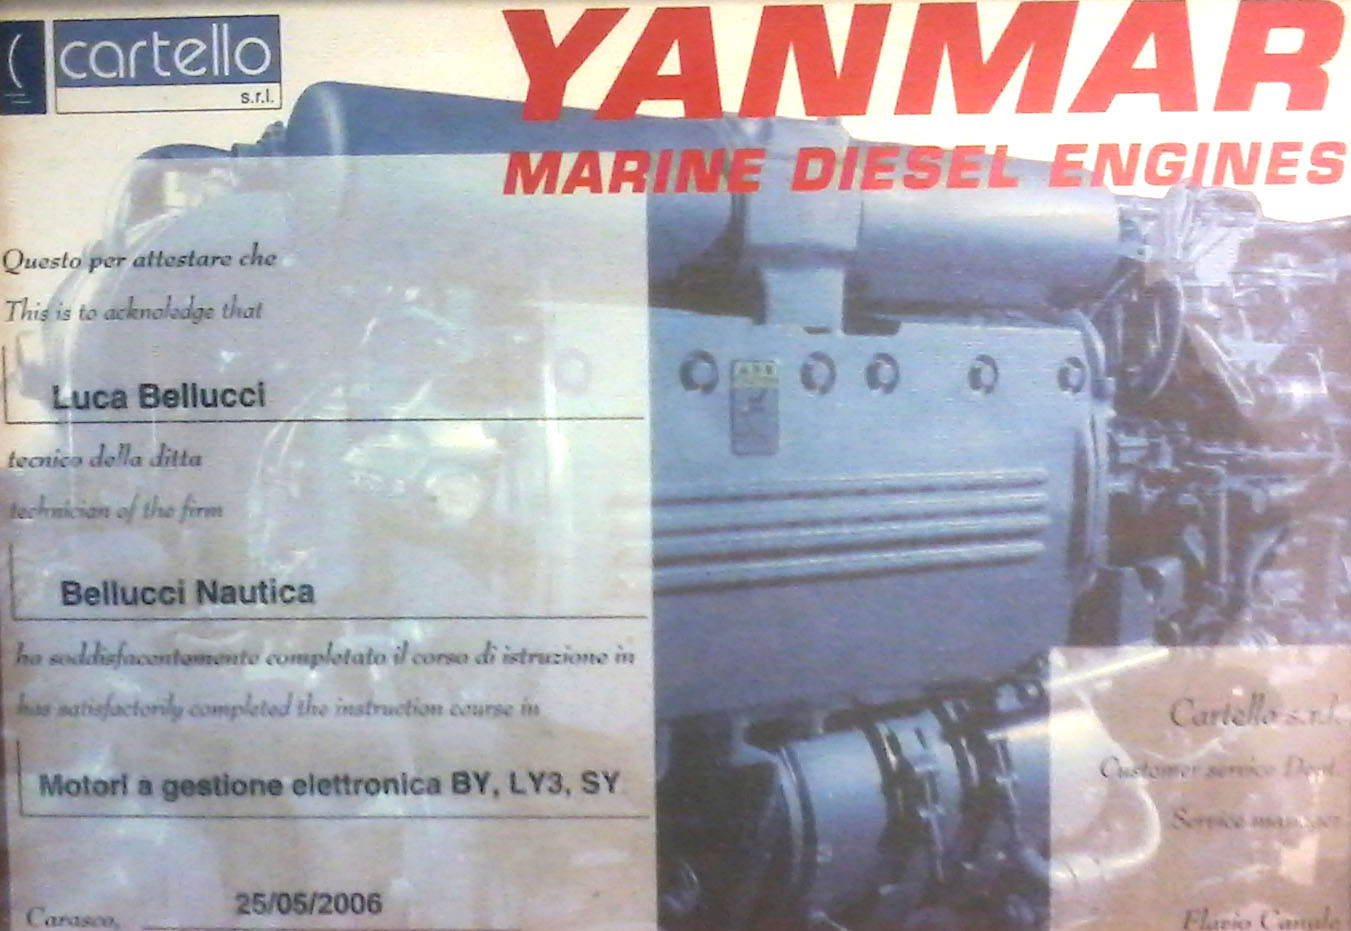 cartello
s.r.l.
YANMAR
MARINE DIESEL ENGINES
Questo per attestare che
This is to acknoledge that
Luca Bellucci
tecnico della ditta
technician of the firm
Bellucci Nautica
ha soddisfacentemente completato il corso di istruzione in
has satisfactorily completed the instruction course in
Motori a gestione elettronica BY, LY3, SY
Carasco, 25/05/2006
Cartello s.r.l.
Customer service Dept.
Service manager
Flavio Canale